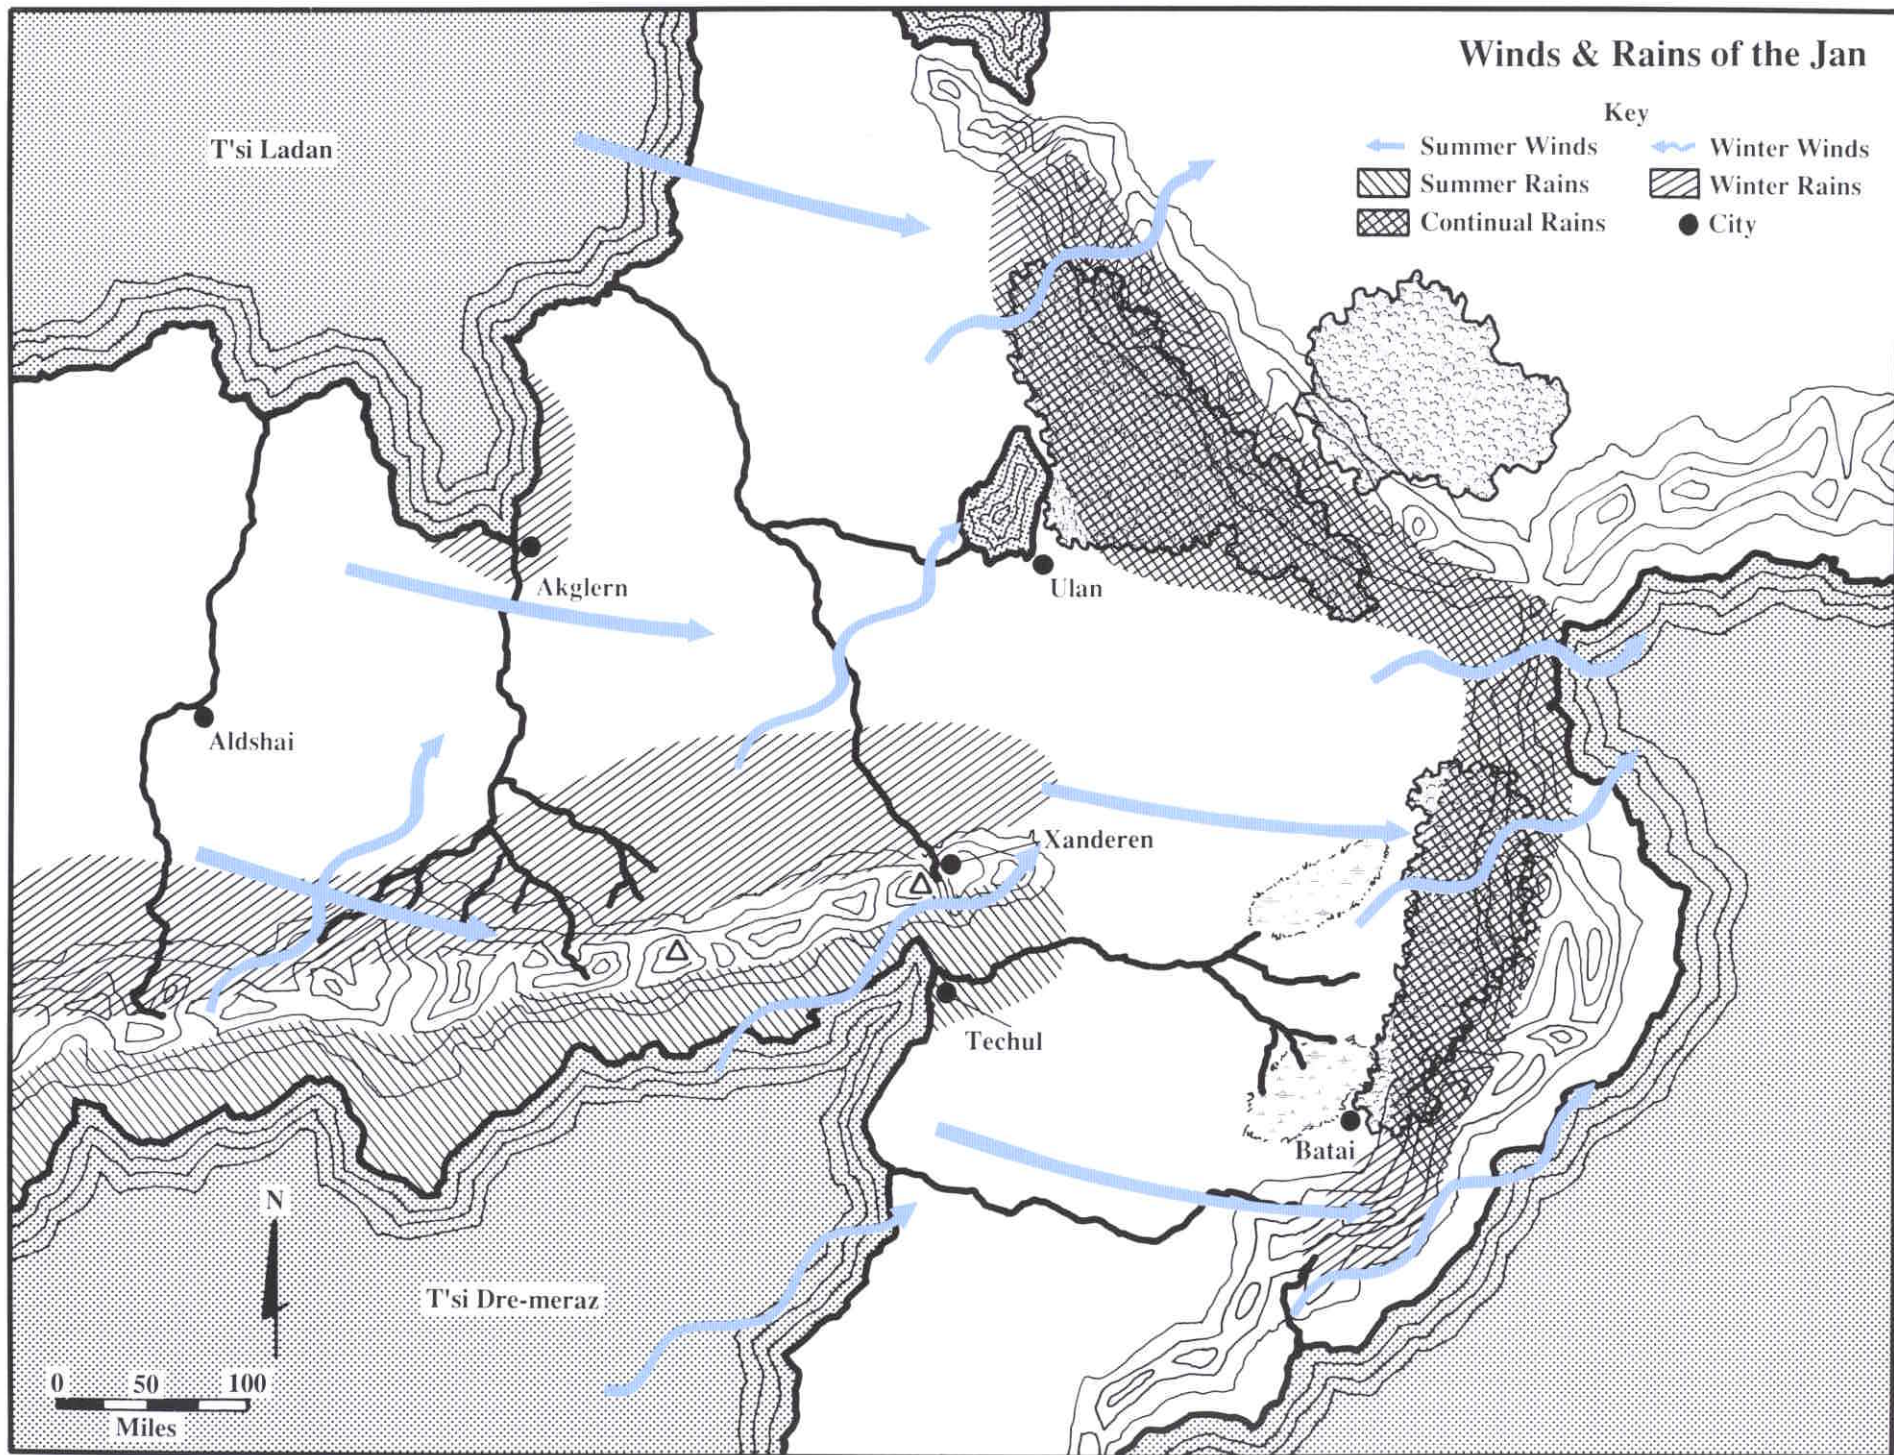 Winds & Rains of the Jan
Key
Summer Winds
Winter Winds
Summer Rains
Winter Rains
Continual Rains
City
T'si Ladan
Akglern
Ulan
Aldshai
Xanderen
Techul
Batai
N
T'si Dre-meraz
0 50 100
Miles